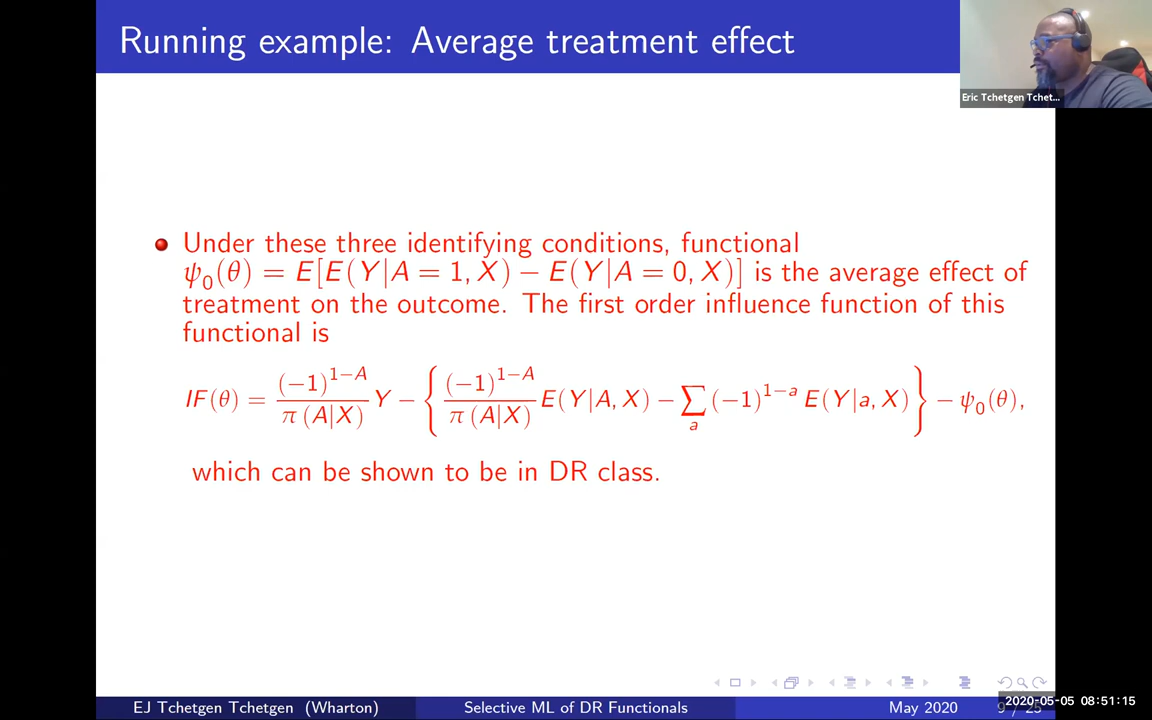 Running example: Average treatment effect
Eric Tchetgen Tchet...
Under these three identifying conditions, functional
ψ₀(θ) = E[E(Y|A = 1, X) − E(Y|A = 0, X)] is the average effect of
treatment on the outcome. The first order influence function of this
functional is
IF(θ) = (−1)^{1−A} / π(A|X) Y − { (−1)^{1−A} / π(A|X) E(Y|A, X) − ∑_a (−1)^{1−a} E(Y|a, X) } − ψ₀(θ),
which can be shown to be in DR class.
EJ Tchetgen Tchetgen (Wharton) Selective ML of DR Functionals May 2020 9 / 25
2020-05-05 08:51:15